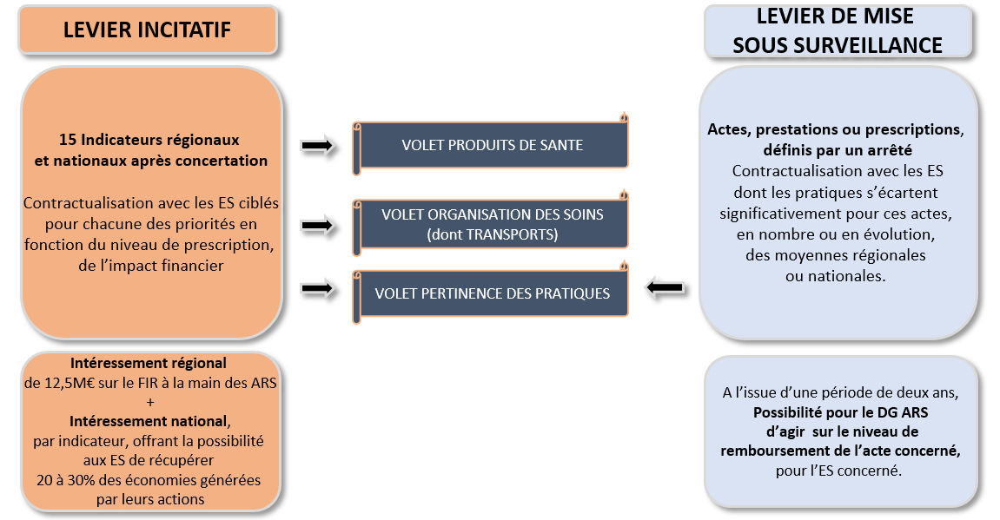 LEVIER INCITATIF
15 Indicateurs régionaux
et nationaux après concertation
Contractualisation avec les ES ciblés
pour chacune des priorités en
fonction du niveau de prescription,
de l’impact financier
Intéressement régional
de 12,5M€ sur le FIR à la main des ARS
+
Intéressement national,
par indicateur, offrant la possibilité
aux ES de récupérer
20 à 30% des économies générées
par leurs actions
VOLET PRODUITS DE SANTE
VOLET ORGANISATION DES SOINS
(dont TRANSPORTS)
VOLET PERTINENCE DES PRATIQUES
LEVIER DE MISE
SOUS SURVEILLANCE
Actes, prestations ou prescriptions,
définis par un arrêté
Contractualisation avec les ES
dont les pratiques s’écartent
significativement pour ces actes,
en nombre ou en évolution,
des moyennes régionales
ou nationales.
A l’issue d’une période de deux ans,
Possibilité pour le DG ARS
d’agir sur le niveau de
remboursement de l’acte concerné,
pour l’ES concerné.